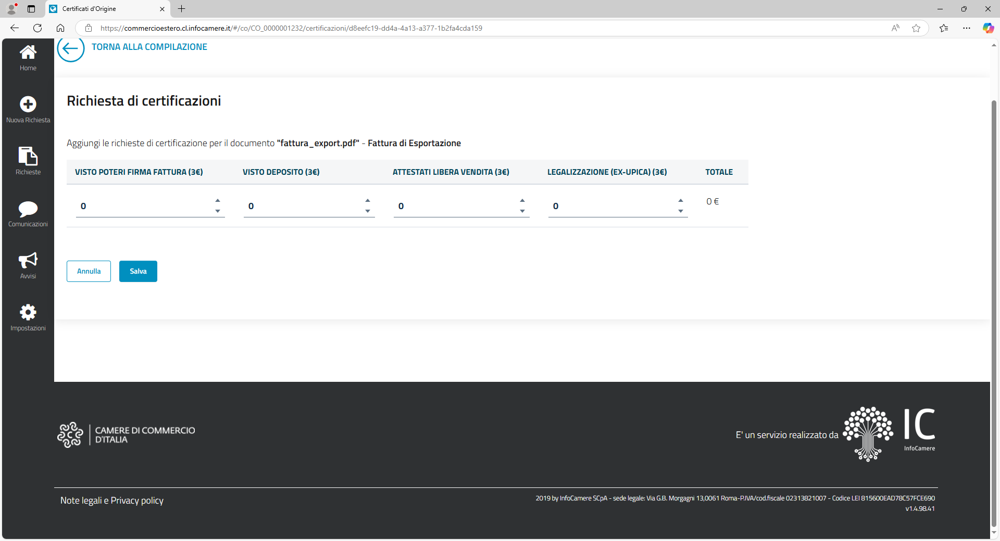 Certificati d'Origine
https://commercioestero.cl.infocamere.it/#/co/CO_0000001232/certificazioni/d8eefc19-dd4a-4a13-a377-1b2fa4cda159
TORNA ALLA COMPILAZIONE
Home
Nuova Richiesta
Richieste
Comunicazioni
Avvisi
Impostazioni
Richiesta di certificazioni
Aggiungi le richieste di certificazione per il documento "fattura_export.pdf" - Fattura di Esportazione
VISTO POTERI FIRMA FATTURA (3€) VISTO DEPOSITO (3€) ATTESTATI LIBERA VENDITA (3€) LEGALIZZAZIONE (EX-UPICA) (3€) TOTALE
0 0 0 0 0 €
Annulla Salva
CAMERE DI COMMERCIO
D'ITALIA
E' un servizio realizzato da
IC
InfoCamere
Note legali e Privacy policy
2019 by InfoCamere SCpA - sede legale: Via G.B. Morgagni 13,0061 Roma-P.IVA/cod.fiscale 02313821007 - Codice LEI 815600EAD78C57FCE690
v1.4.98.41